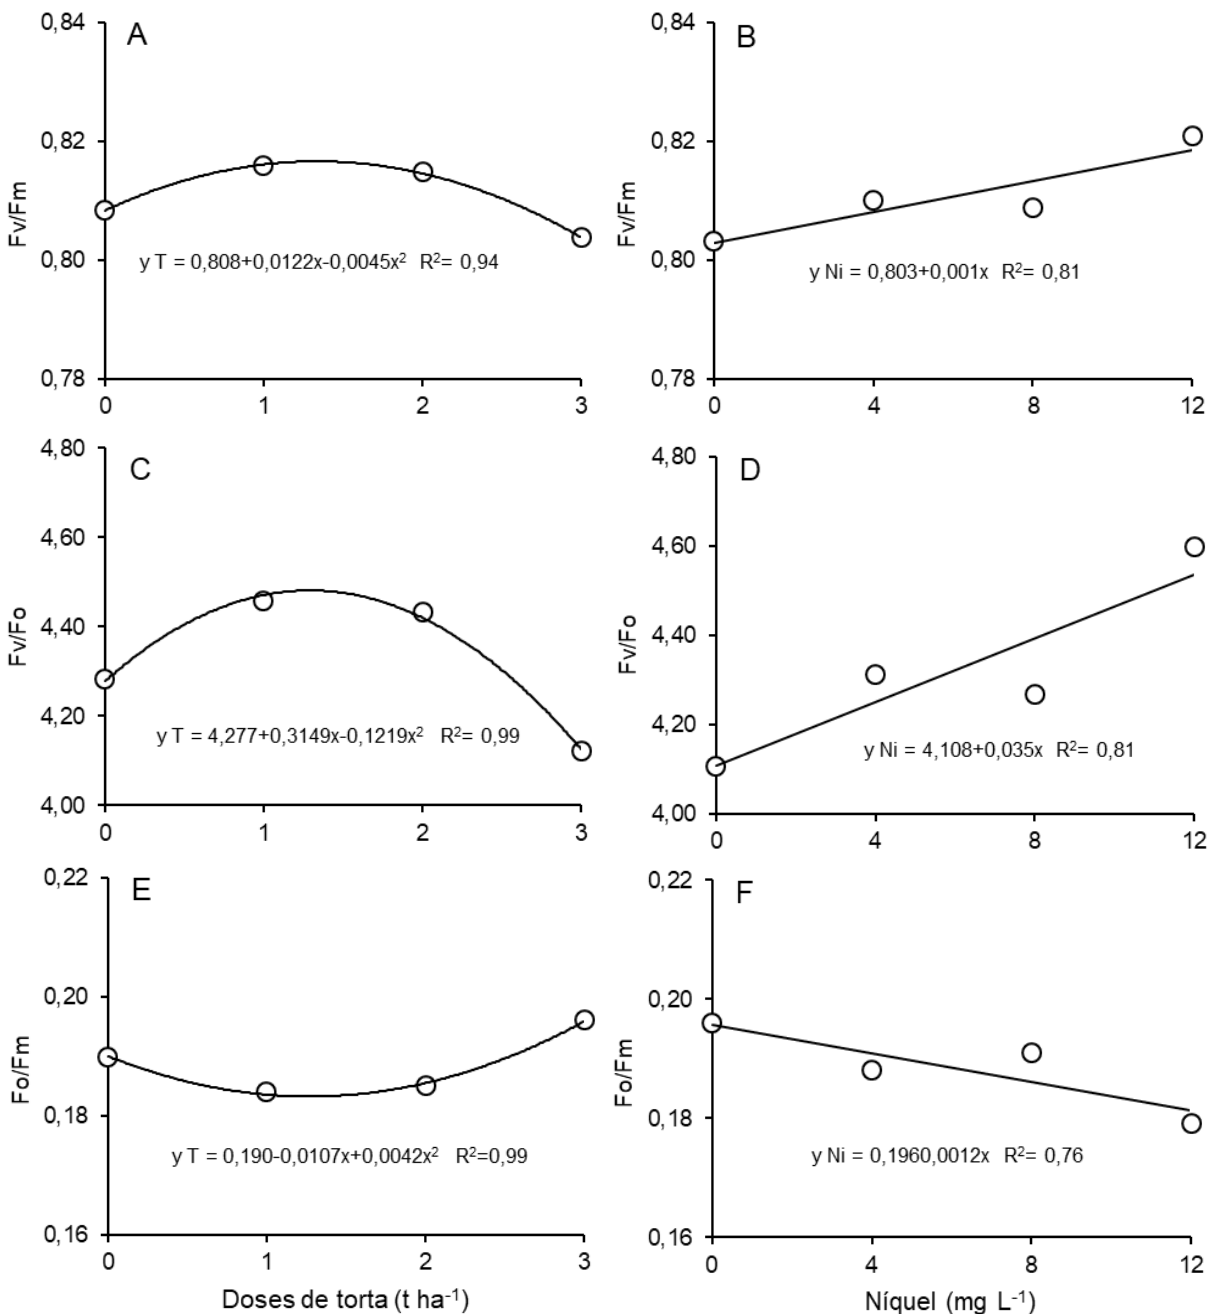 A
Fv/Fm
0,84
0,82
0,80
0,78
y T = 0,808+0,0122x-0,0045x² R²= 0,94
0 1 2 3
B
0,84
0,82
0,80
0,78
y Ni = 0,803+0,001x R²= 0,81
0 4 8 12
C
Fv/Fo
4,80
4,60
4,40
4,20
4,00
y T = 4,277+0,3149x-0,1219x² R²= 0,99
0 1 2 3
D
4,80
4,60
4,40
4,20
4,00
y Ni = 4,108+0,035x R²= 0,81
0 4 8 12
E
Fo/Fm
0,22
0,20
0,18
0,16
y T = 0,190-0,0107x+0,0042x² R²=0,99
0 1 2 3
Doses de torta (t ha⁻¹)
F
Fo/Fm
0,22
0,20
0,18
0,16
y Ni = 0,1960,0012x R²= 0,76
0 4 8 12
Níquel (mg L⁻¹)
Fv/Fm
Fv/Fo